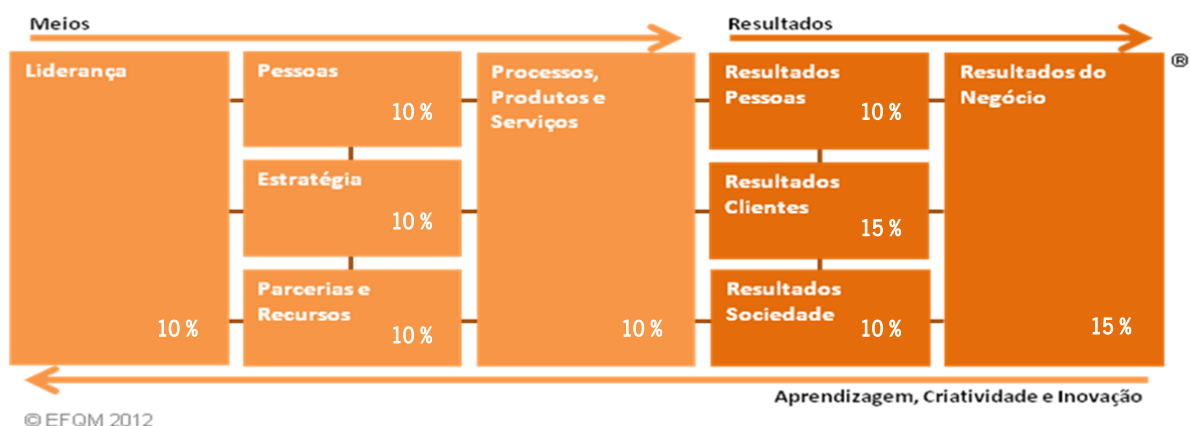 Meios
Resultados
Liderança
10 %
Pessoas
10 %
Estratégia
10 %
Parcerias e
Recursos
10 %
Processos,
Produtos e
Serviços
10 %
Resultados
Pessoas
10 %
Resultados
Clientes
15 %
Resultados
Sociedade
10 %
Resultados do
Negócio
15 %
®
Aprendizagem, Criatividade e Inovação
© EFQM 2012